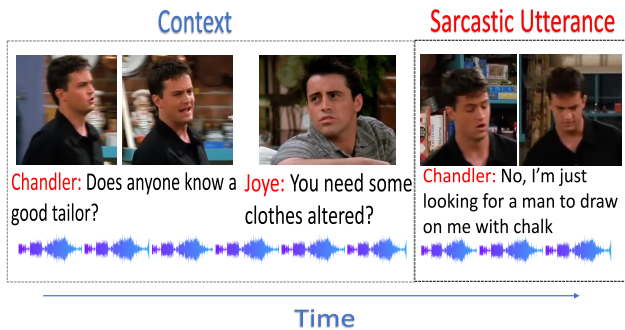 Context
Sarcastic Utterance
Chandler: Does anyone know a
good tailor?
Joye: You need some
clothes altered?
Chandler: No, I'm just
looking for a man to draw
on me with chalk
Time